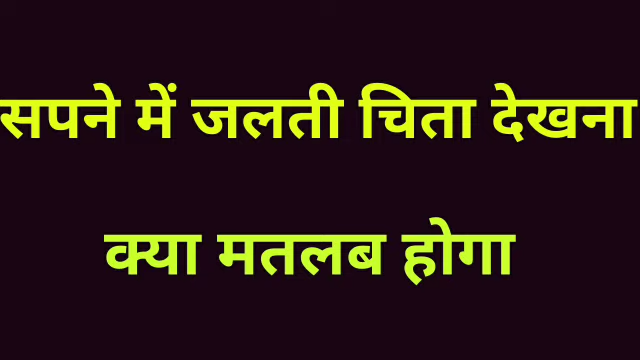 सपने में जलती चिता देखना
क्या मतलब होगा